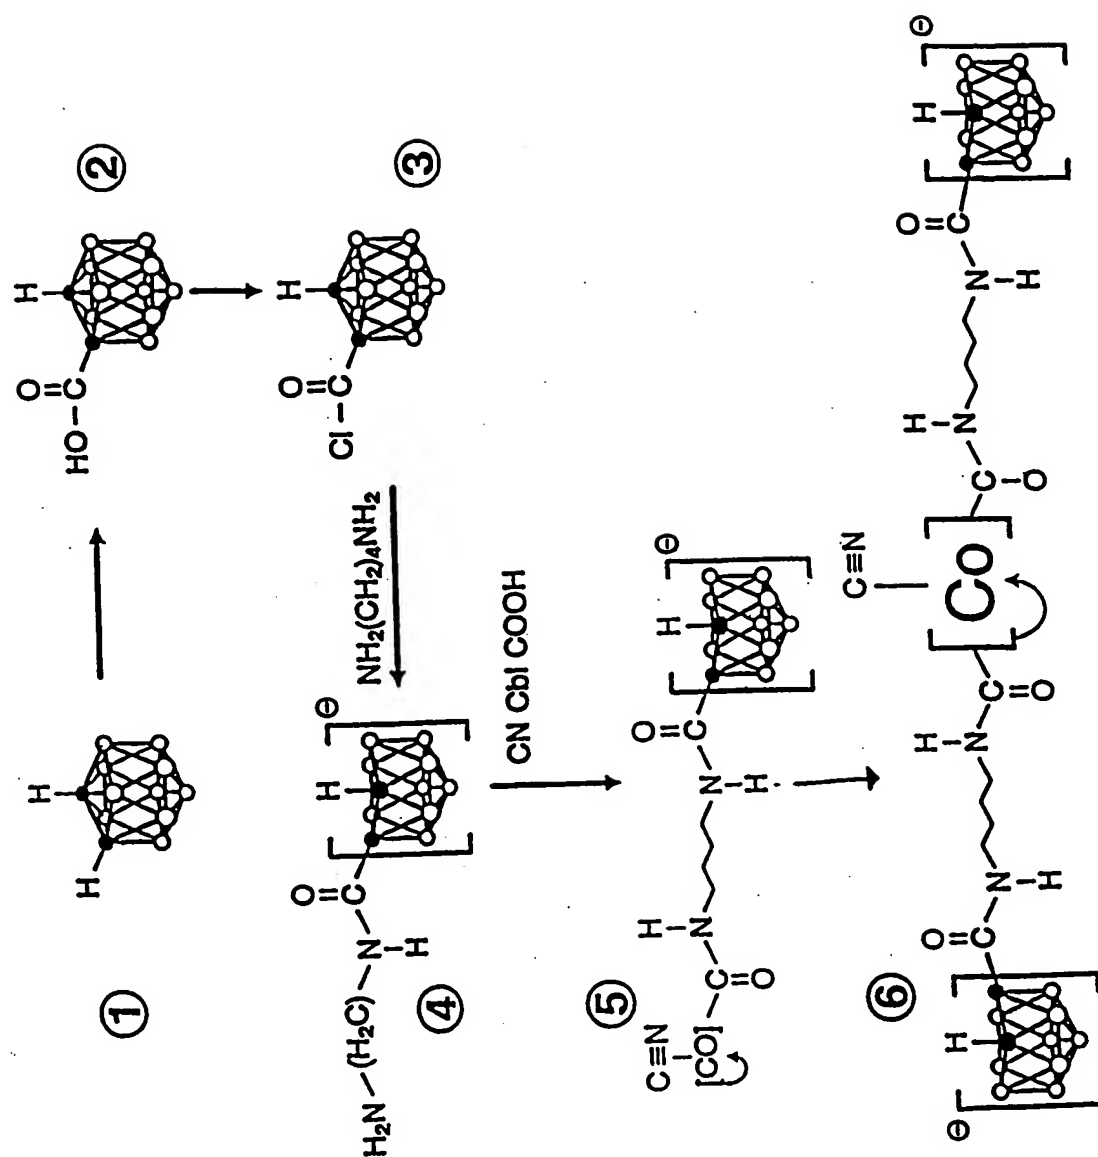 ①
H
H
②
HO-C
O
H
③
Cl-C
O
H
NH₂(CH₂)₄NH₂
④
H₂N-(H₂C)
N-H
C
O
H
⊖
CN Cbl COOH
⑤
C≡N
[CO]
C
O
H-N
N-H
C
O
H
⊖
⑥
⊖
H
O
C
N-H
H-N
C
O
C≡N
[Co]
C-O
H-N
N-H
C
O
H
⊖